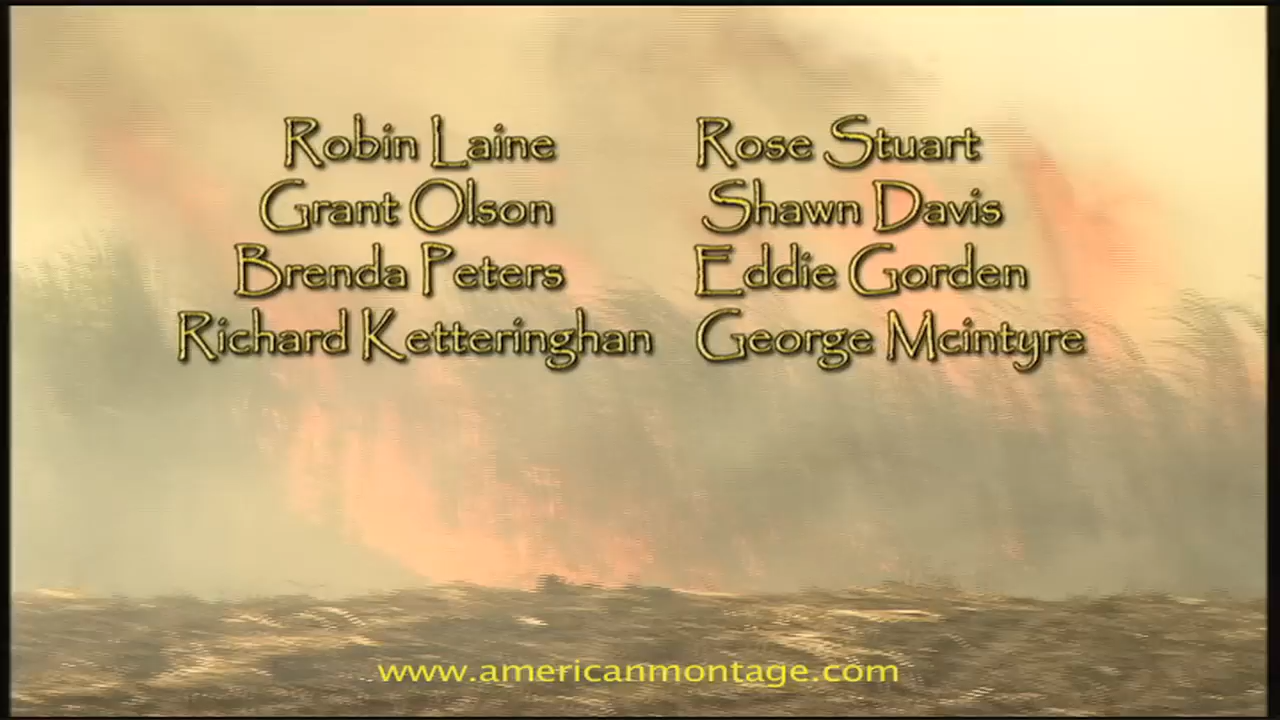 Robin Laine
Grant Olson
Brenda Peters
Richard Ketteringhan
Rose Stuart
Shawn Davis
Eddie Gorden
George Mcintyre
www.americanmontage.com